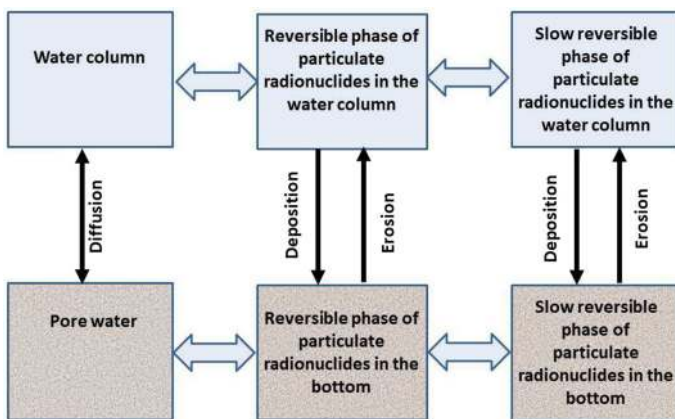 Water column
Reversible phase of
particulate
radionuclides in the
water column
Slow reversible
phase of
particulate
radionuclides in the
water column
Diffusion
Deposition
Erosion
Deposition
Erosion
Pore water
Reversible phase of
particulate
radionuclides in the
bottom
Slow reversible
phase of
particulate
radionuclides in the
bottom